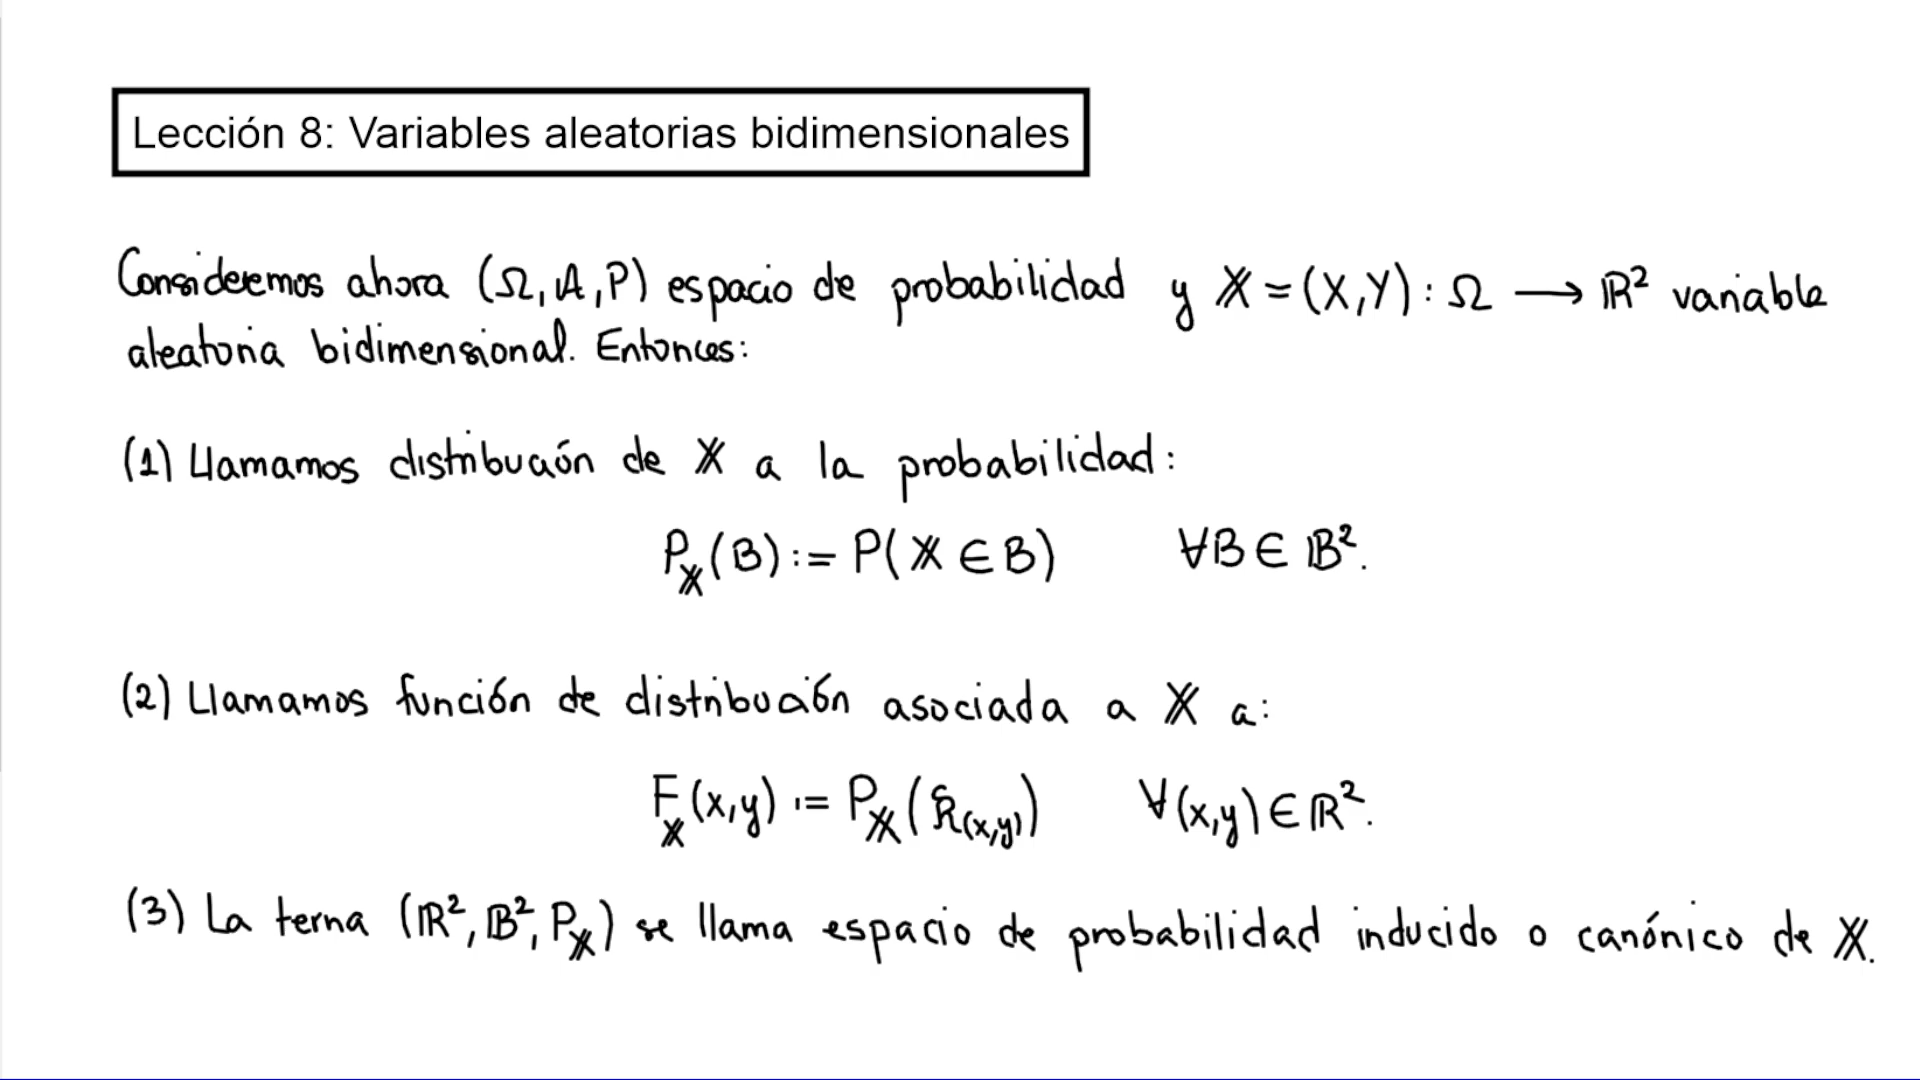 Lección 8: Variables aleatorias bidimensionales
Consideremos ahora (Ω, 𝒜, P) espacio de probabilidad y 𝕏 = (X,Y) : Ω ⟶ ℝ² variable
aleatoria bidimensional. Entonces:
(1) Llamamos distribución de 𝕏 a la probabilidad:
P_𝕏(B) := P(𝕏 ∈ B) ∀B ∈ 𝔹².
(2) Llamamos función de distribución asociada a 𝕏 a:
F_𝕏(x,y) := P_𝕏(ℛ_(x,y)) ∀(x,y) ∈ ℝ².
(3) La terna (ℝ², 𝔹², P_𝕏) se llama espacio de probabilidad inducido o canónico de 𝕏.